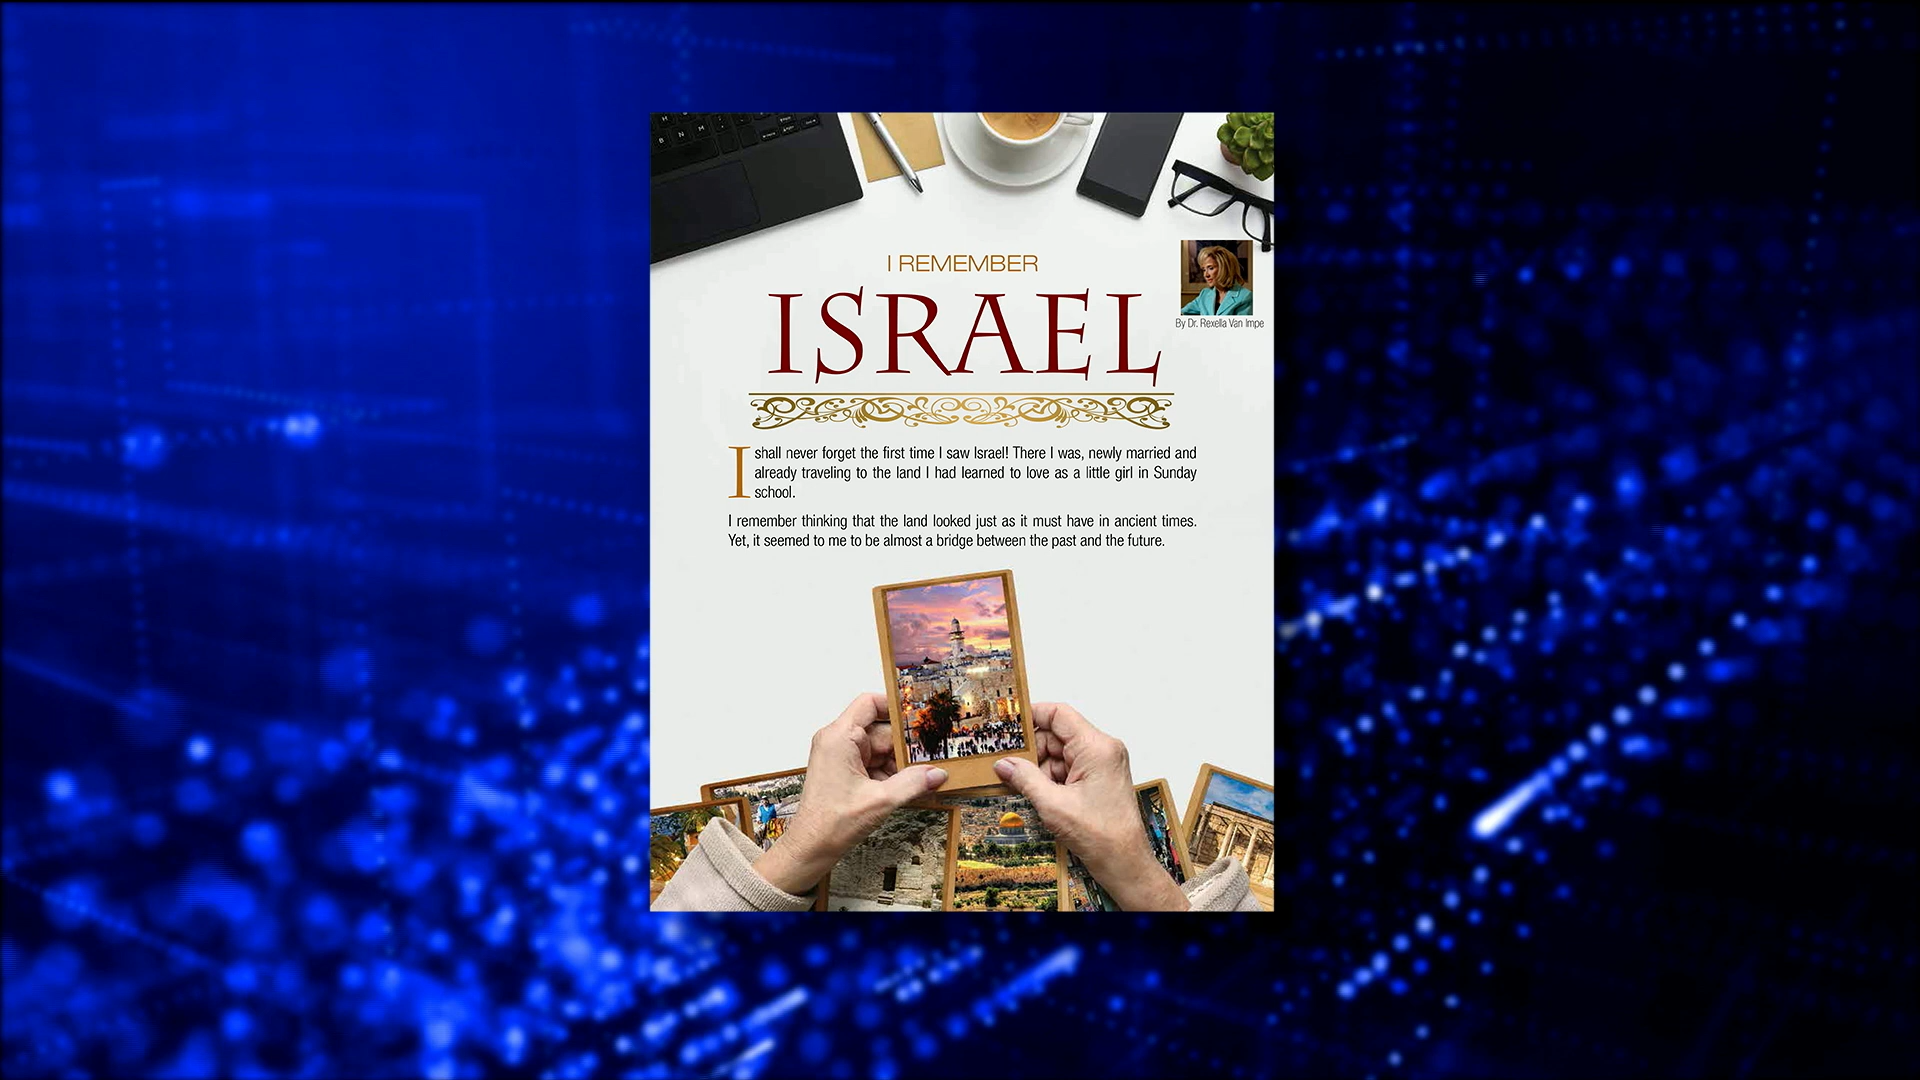 I REMEMBER
ISRAEL
By Dr. Rexella Van Impe
I shall never forget the first time I saw Israel! There I was, newly married and
already traveling to the land I had learned to love as a little girl in Sunday
school.
I remember thinking that the land looked just as it must have in ancient times.
Yet, it seemed to me to be almost a bridge between the past and the future.